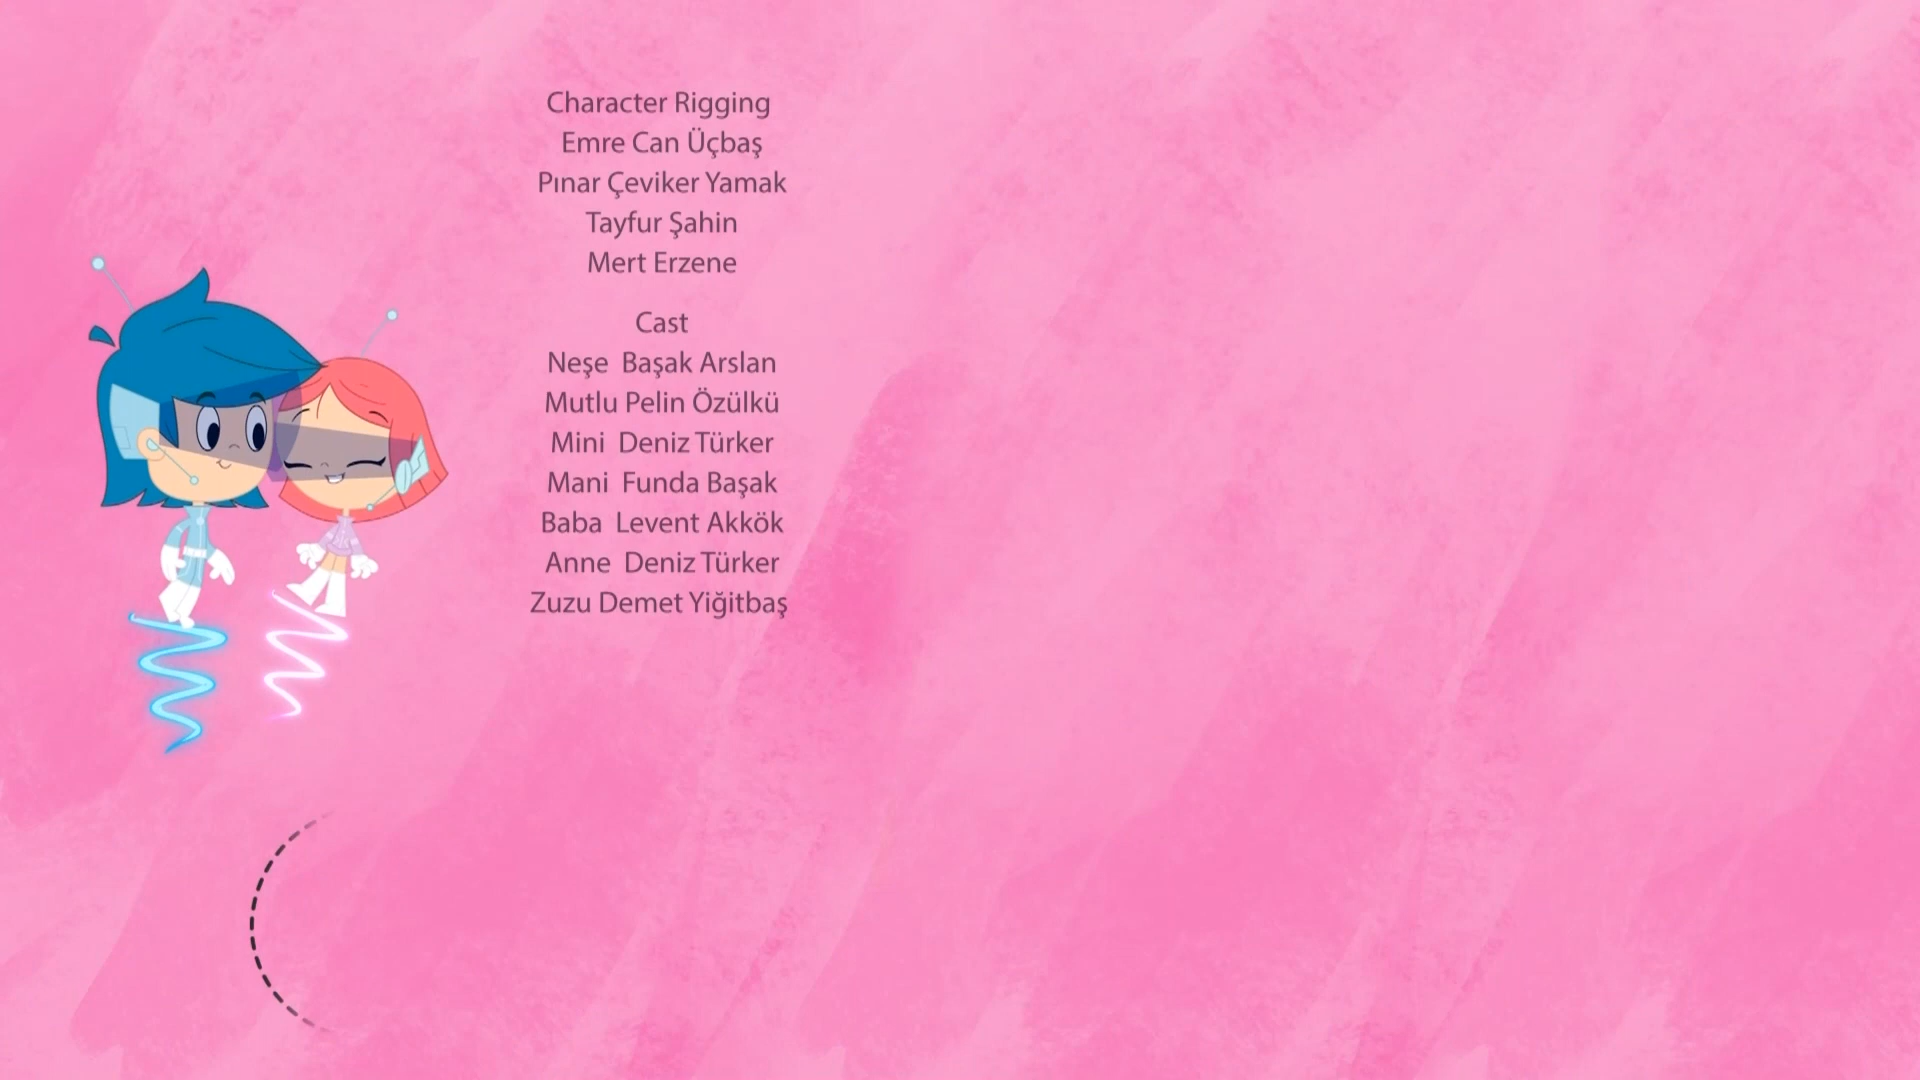 Character Rigging
Emre Can Üçbaş
Pınar Çeviker Yamak
Tayfur Şahin
Mert Erzene
Cast
Neşe  Başak Arslan
Mutlu Pelin Özülkü
Mini  Deniz Türker
Mani  Funda Başak
Baba  Levent Akkök
Anne  Deniz Türker
Zuzu Demet Yiğitbaş